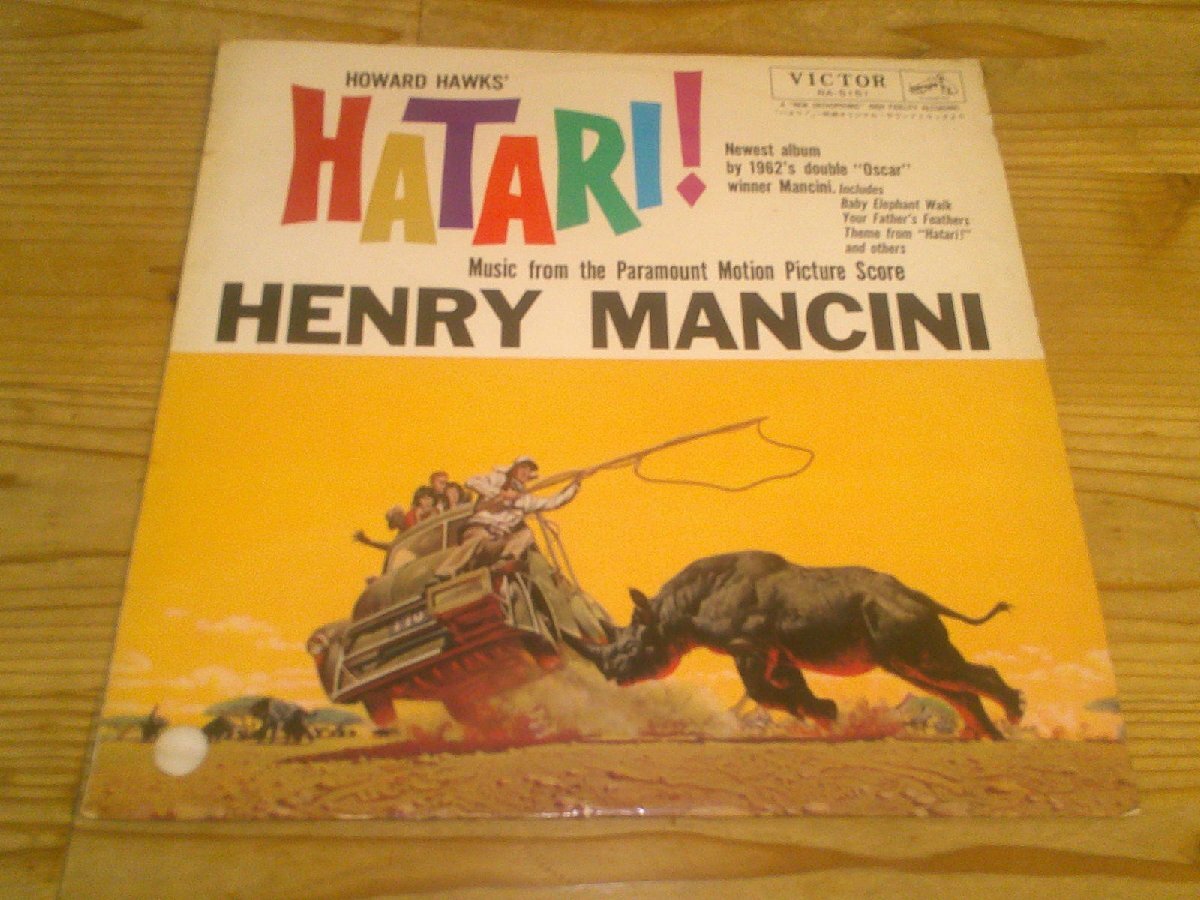 HOWARD HAWKS'
HATARI!
VICTOR
Newest album
by 1962's double "Oscar"
winner Mancini. Includes
Baby Elephant Walk
Your Father's Feathers
Theme from "Hatari!"
and others
Music from the Paramount Motion Picture Score
HENRY MANCINI